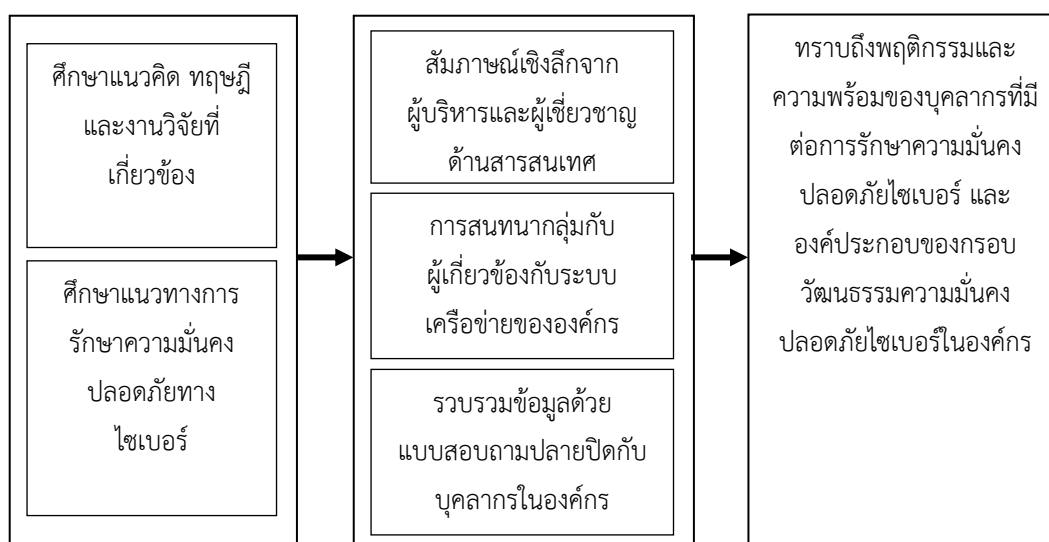 ศึกษาแนวคิด ทฤษฎี
และงานวิจัยที่
เกี่ยวข้อง
ศึกษาแนวทางการ
รักษาความมั่นคง
ปลอดภัยทาง
ไซเบอร์
สัมภาษณ์เชิงลึกจาก
ผู้บริหารและผู้เชี่ยวชาญ
ด้านสารสนเทศ
การสนทนากลุ่มกับ
ผู้เกี่ยวข้องกับระบบ
เครือข่ายขององค์กร
รวบรวมข้อมูลด้วย
แบบสอบถามปลายปิดกับ
บุคลากรในองค์กร
ทราบถึงพฤติกรรมและ
ความพร้อมของบุคลากรที่มี
ต่อการรักษาความมั่นคง
ปลอดภัยไซเบอร์ และ
องค์ประกอบของกรอบ
วัฒนธรรมความมั่นคง
ปลอดภัยไซเบอร์ในองค์กร